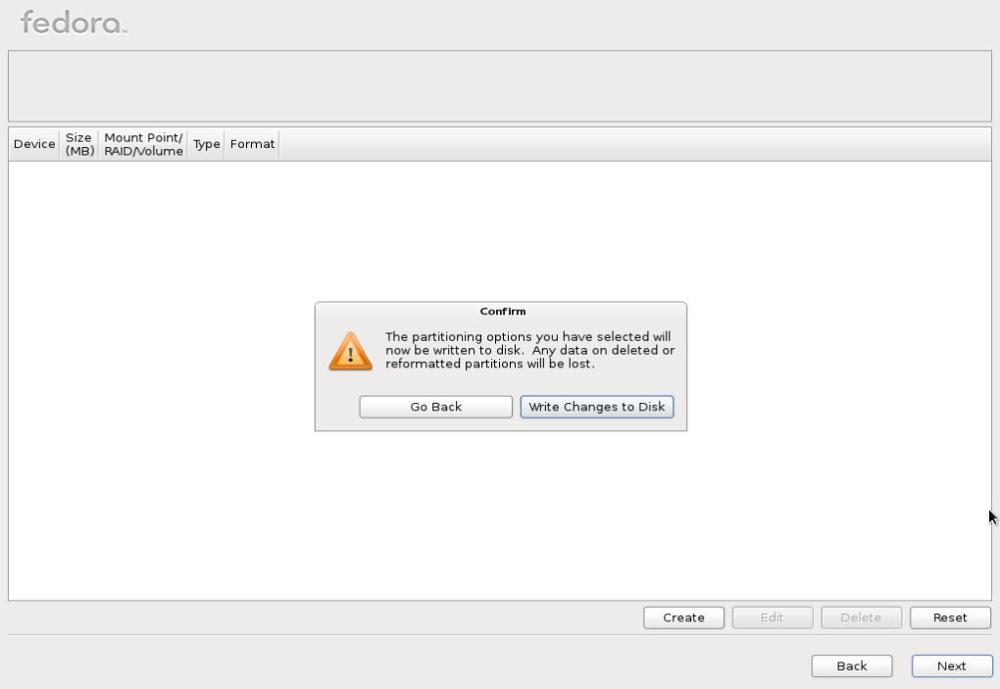 fedora™
Device
Size
(MB)
Mount Point/
RAID/Volume
Type
Format
Confirm
The partitioning options you have selected will
now be written to disk.  Any data on deleted or
reformatted partitions will be lost.
Go Back
Write Changes to Disk
Create
Edit
Delete
Reset
Back
Next